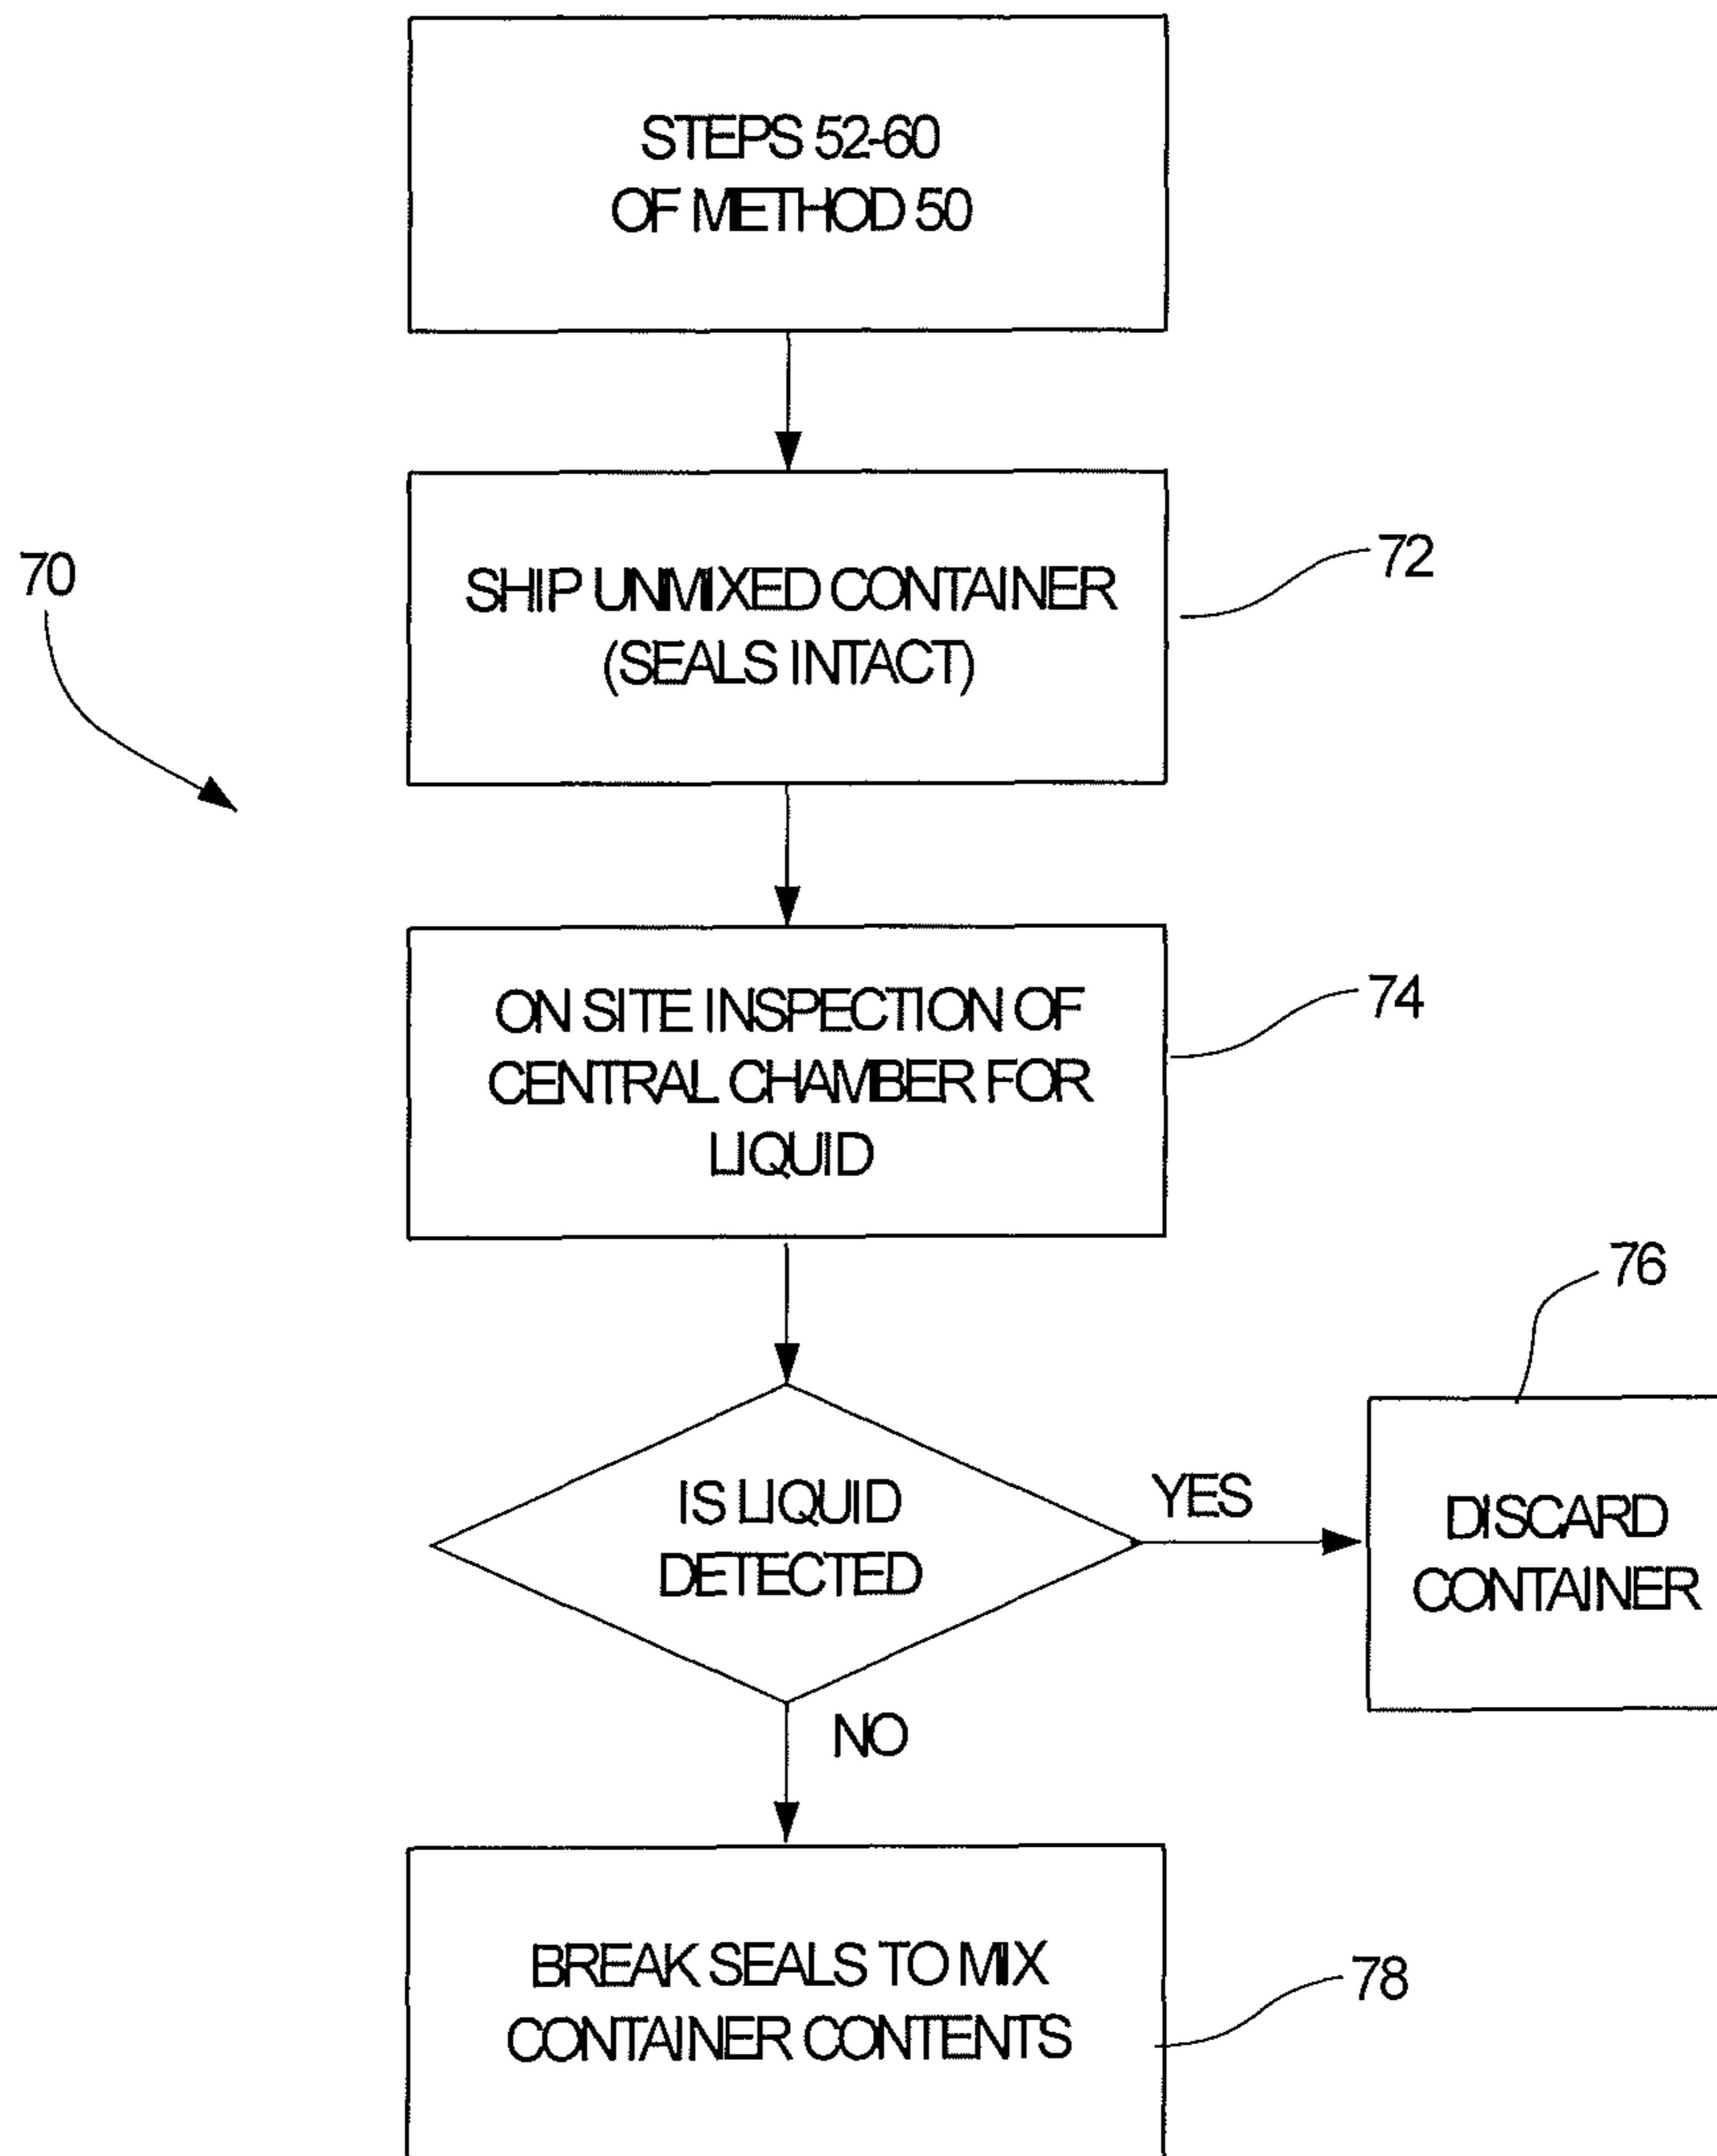 STEPS 52-60
OF METHOD 50
70
SHIP UNMIXED CONTAINER
(SEALS INTACT)
72
ON SITE INSPECTION OF
CENTRAL CHAMBER FOR
LIQUID
74
IS LIQUID
DETECTED
YES
76
DISCARD
CONTAINER
NO
BREAK SEALS TO MIX
CONTAINER CONTENTS
78